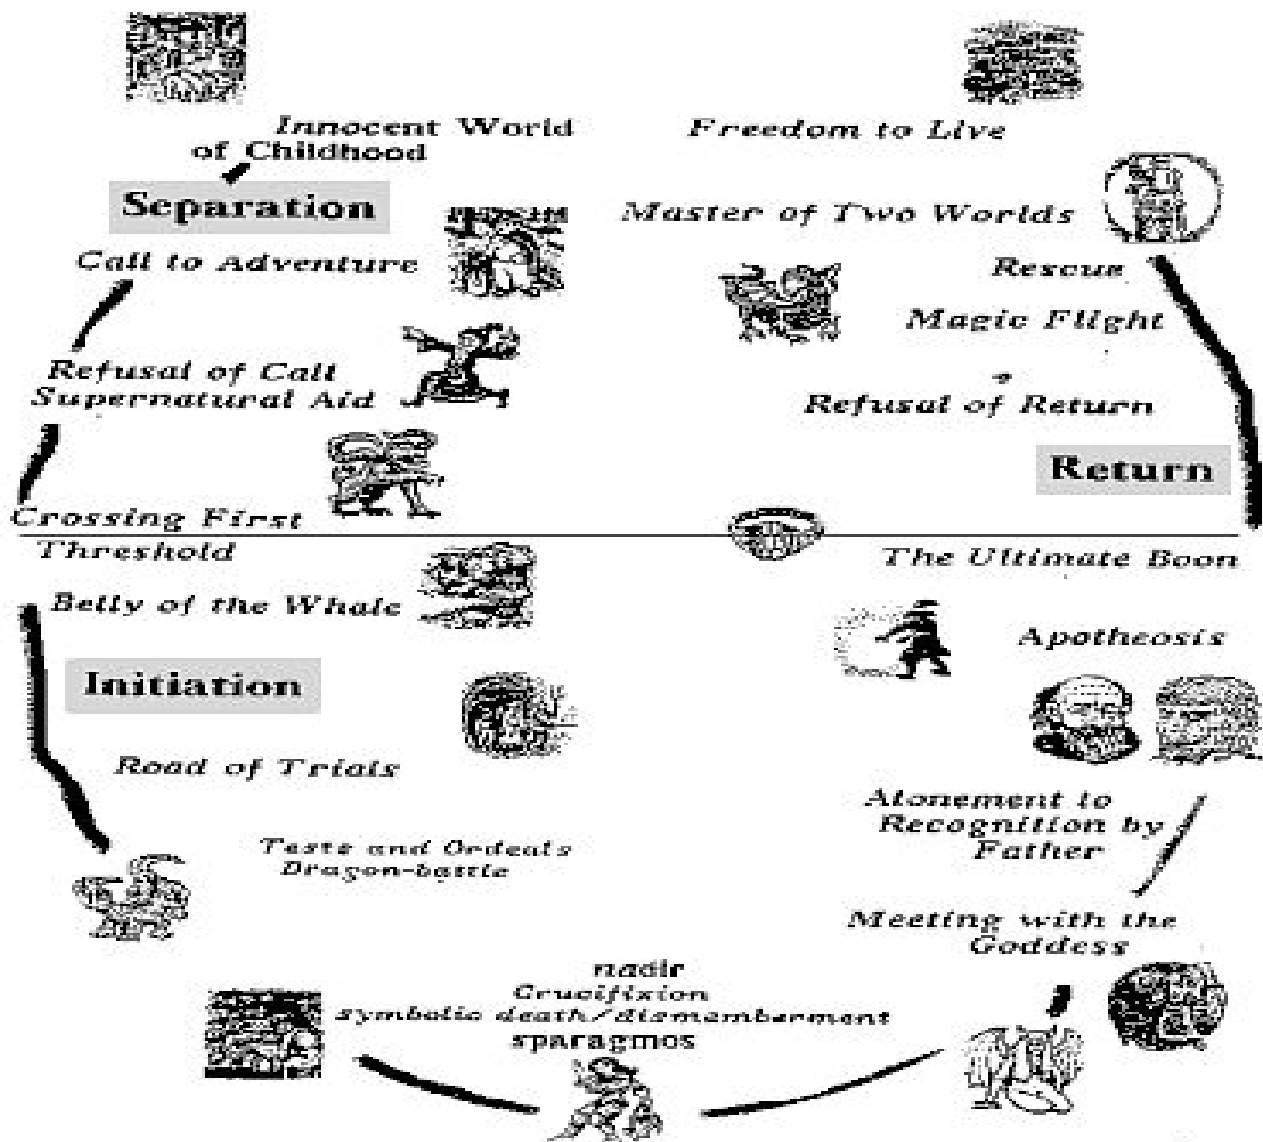 Innocent World
of Childhood
Separation
Call to Adventure
Refusal of Call
Supernatural Aid
Crossing First
Threshold
Belly of the Whale
Initiation
Road of Trials
Tests and Ordeals
Dragon-battle
nadir
Crucifixion
symbolic death/dismemberment
sparagmos
Meeting with the
Goddess
Atonement to
Recognition by
Father
Apotheosis
The Ultimate Boon
Return
Refusal of Return
Magic Flight
Rescue
Master of Two Worlds
Freedom to Live